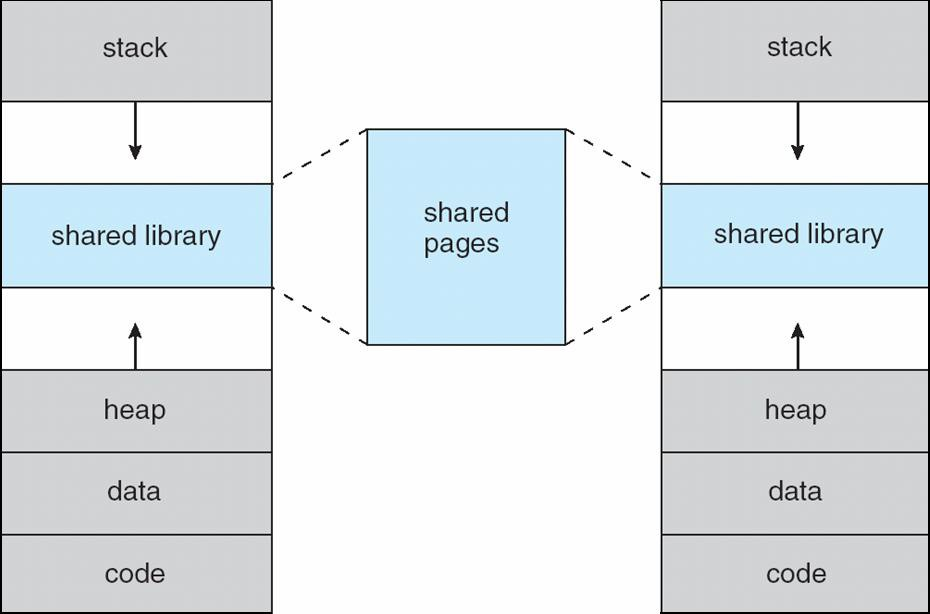 stack
shared library
heap
data
code
shared
pages
stack
shared library
heap
data
code